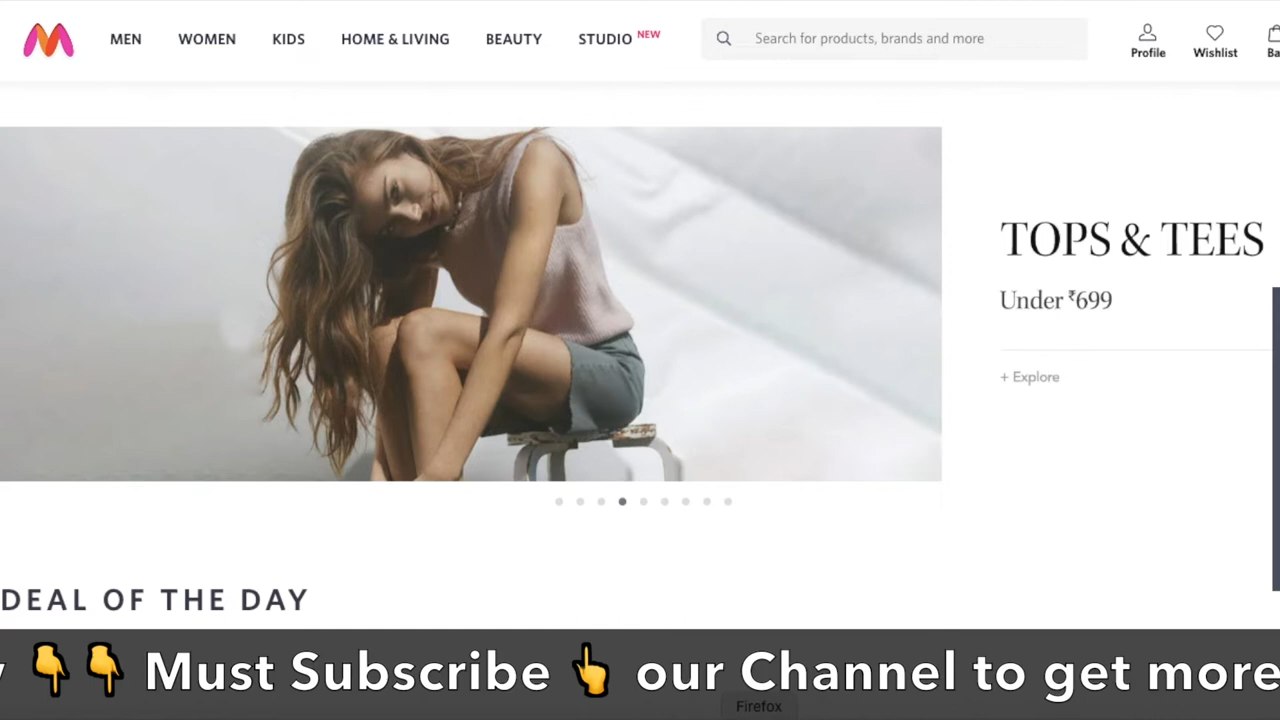 MEN WOMEN KIDS HOME & LIVING BEAUTY STUDIO NEW Search for products, brands and more
Profile Wishlist Ba
TOPS & TEES
Under ₹699
+ Explore
DEAL OF THE DAY
👇👇 Must Subscribe 👆 our Channel to get more
Firefox